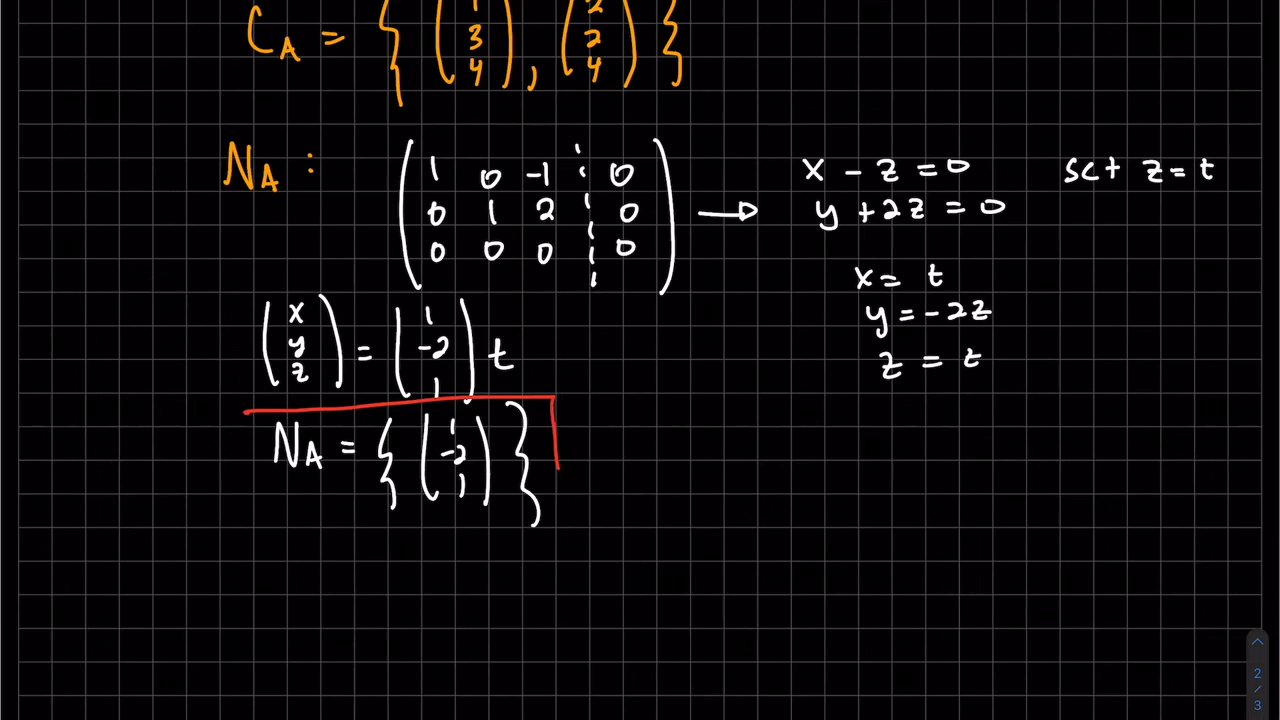 C_A = { ( 1 3 4 ) , ( 2 2 4 ) }
N_A : ( 1 0 -1 ¦ 0 x - z = 0 set z = t
0 1 2 ¦ 0 → y + 2z = 0
0 0 0 ¦ 0 )
x = t
( x y z ) = ( 1 -2 1 ) t y = -2z
z = t
N_A = { ( 1 -2 1 ) }
2
/
3